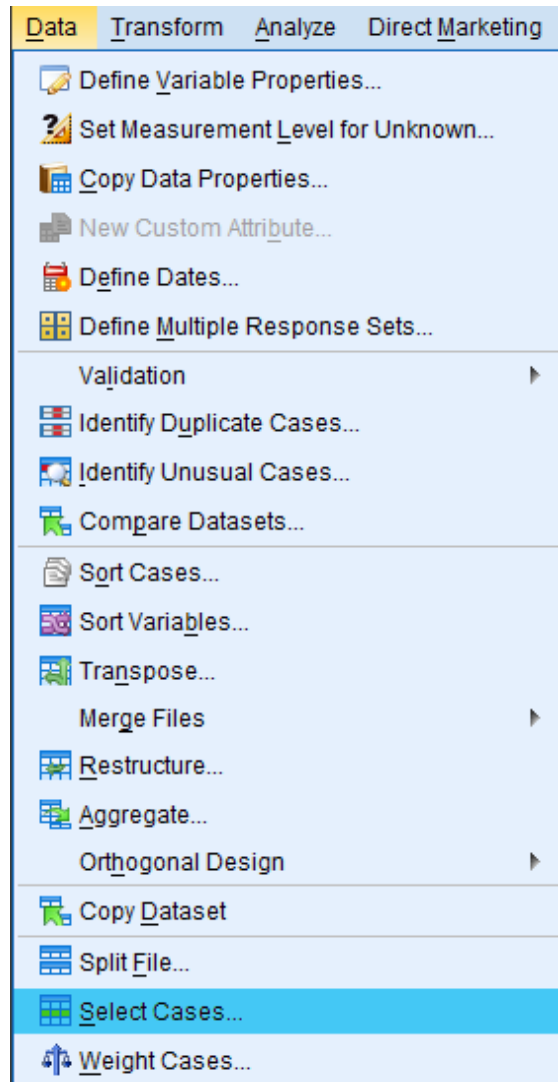 Data Transform Analyze Direct Marketing
Define Variable Properties...
Set Measurement Level for Unknown...
Copy Data Properties...
New Custom Attribute...
Define Dates...
Define Multiple Response Sets...
Validation
Identify Duplicate Cases...
Identify Unusual Cases...
Compare Datasets...
Sort Cases...
Sort Variables...
Transpose...
Merge Files
Restructure...
Aggregate...
Orthogonal Design
Copy Dataset
Split File...
Select Cases...
Weight Cases...